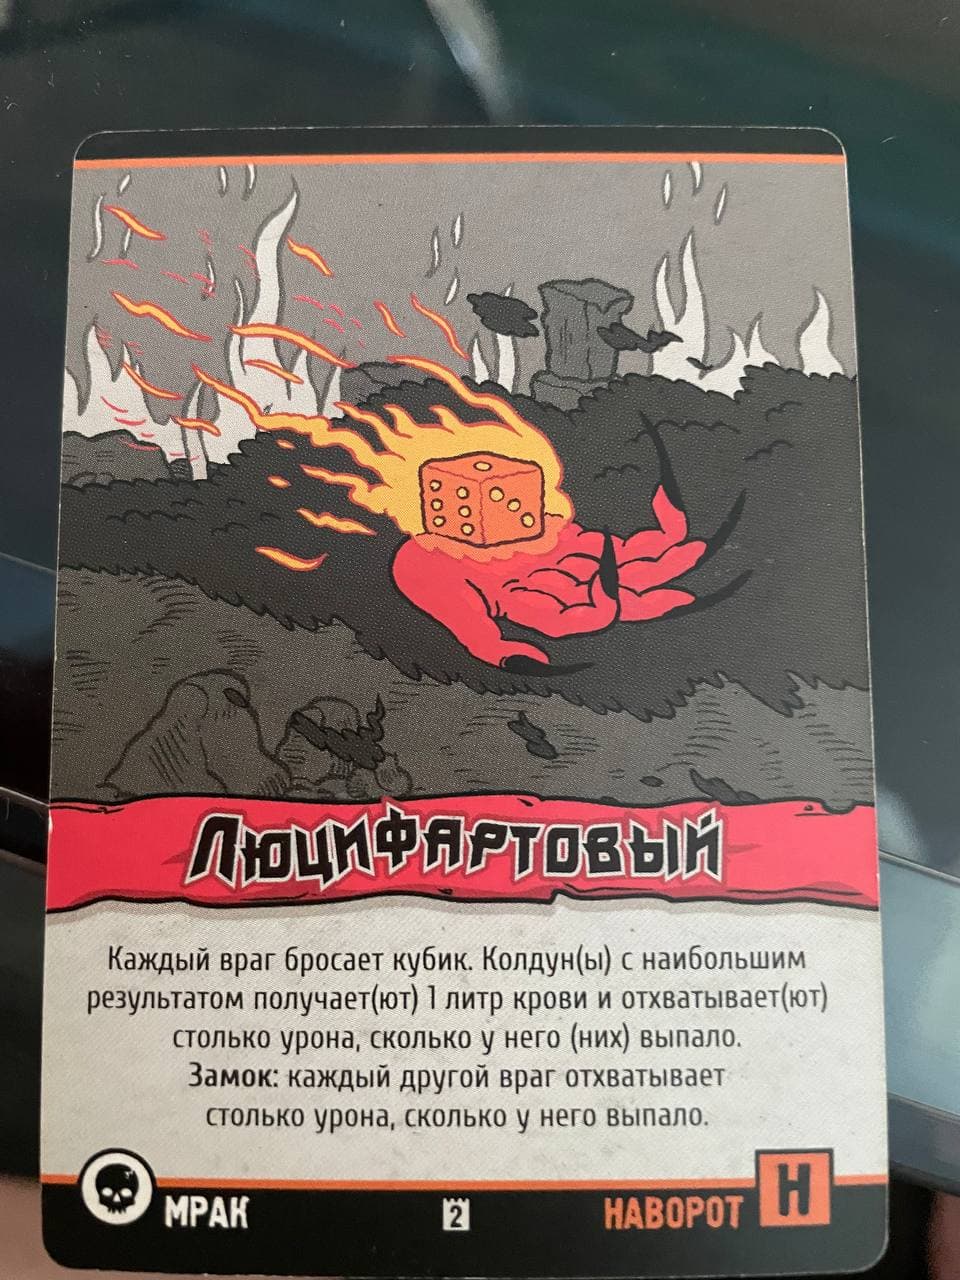 Люцифартовый
Каждый враг бросает кубик. Колдун(ы) с наибольшим
результатом получает(ют) 1 литр крови и отхватывает(ют)
столько урона, сколько у него (них) выпало.
Замок: каждый другой враг отхватывает
столько урона, сколько у него выпало.
МРАК
2
НАВОРОТ
Н